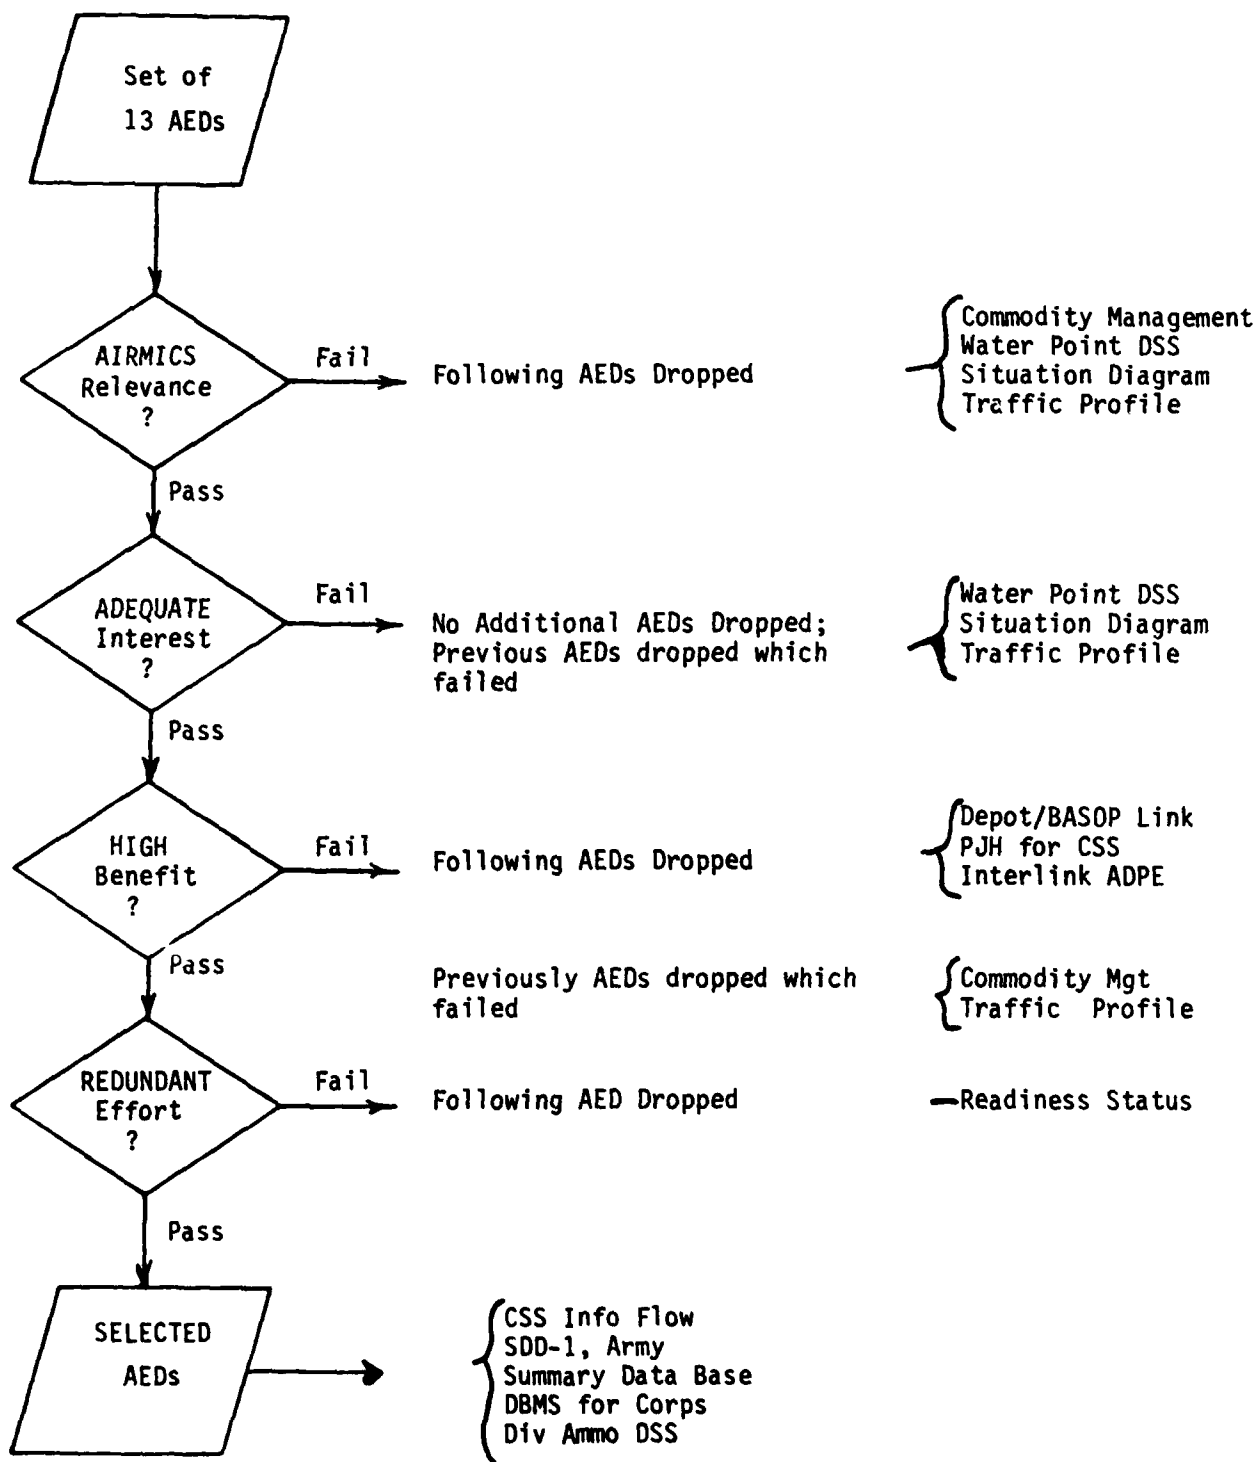 Set of
13 AEDs
AIRMICS
Relevance
?
Fail
Following AEDs Dropped
Commodity Management
Water Point DSS
Situation Diagram
Traffic Profile
Pass
ADEQUATE
Interest
?
Fail
No Additional AEDs Dropped;
Previous AEDs dropped which
failed
Water Point DSS
Situation Diagram
Traffic Profile
Pass
HIGH
Benefit
?
Fail
Following AEDs Dropped
Depot/BASOP Link
PJH for CSS
Interlink ADPE
Pass
Previously AEDs dropped which
failed
Commodity Mgt
Traffic Profile
REDUNDANT
Effort
?
Fail
Following AED Dropped
Readiness Status
Pass
SELECTED
AEDs
CSS Info Flow
SDD-1, Army
Summary Data Base
DBMS for Corps
Div Ammo DSS